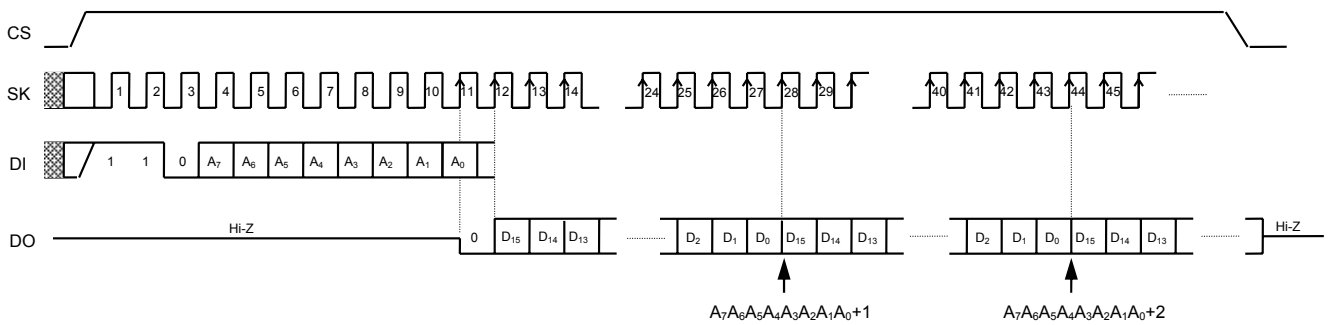 CS
SK 1 2 3 4 5 6 7 8 9 10 11 12 13 14 24 25 26 27 28 29 40 41 42 43 44 45
DI 1 1 0 A7 A6 A5 A4 A3 A2 A1 A0
DO Hi-Z 0 D15 D14 D13 D2 D1 D0 D15 D14 D13 D2 D1 D0 D15 D14 D13 Hi-Z
A7A6A5A4A3A2A1A0+1 A7A6A5A4A3A2A1A0+2